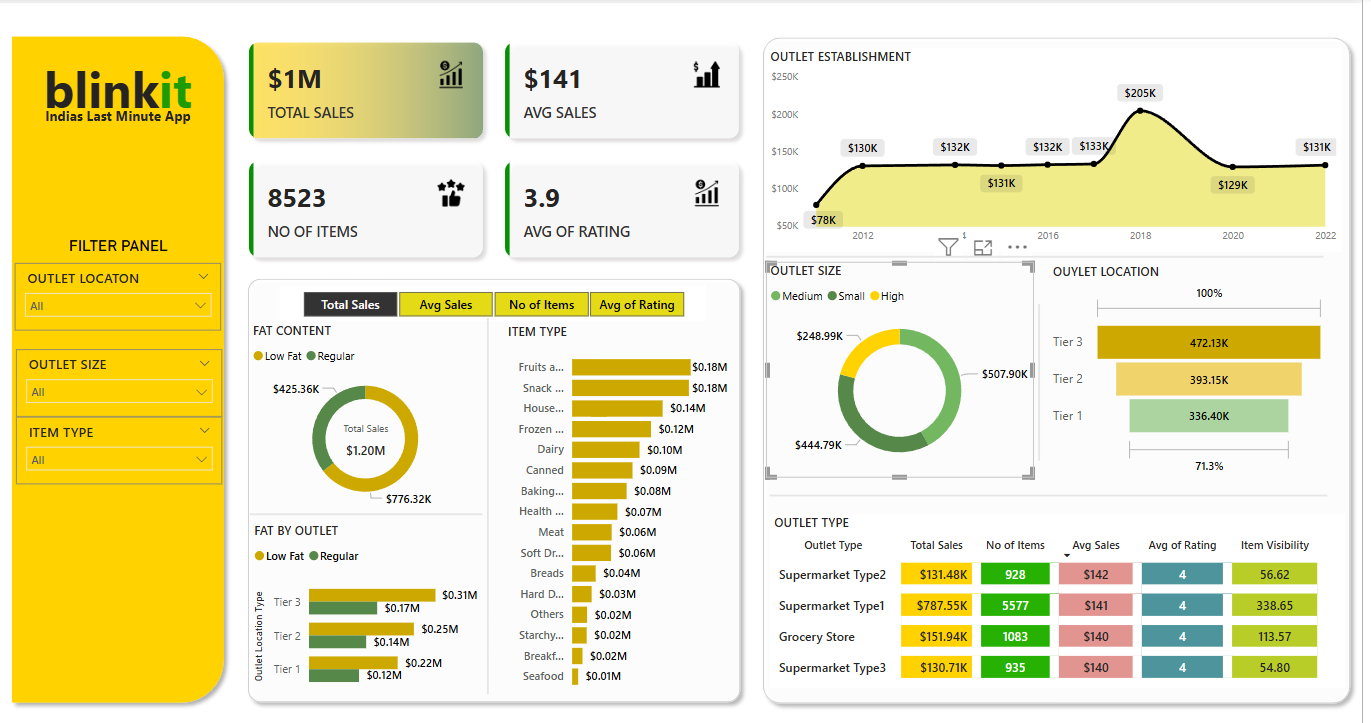 blinkit
Indias Last Minute App
FILTER PANEL
OUTLET LOCATON
All
OUTLET SIZE
All
ITEM TYPE
All
$1M
TOTAL SALES
$141
AVG SALES
8523
NO OF ITEMS
3.9
AVG OF RATING
Total Sales Avg Sales No of Items Avg of Rating
FAT CONTENT
Low Fat Regular
$425.36K
Total Sales
$1.20M
$776.32K
FAT BY OUTLET
Low Fat Regular
Outlet Location Type
Tier 3 $0.31M
$0.17M
Tier 2 $0.25M
$0.14M
Tier 1 $0.22M
$0.12M
ITEM TYPE
Fruits a... $0.18M
Snack ... $0.18M
House... $0.14M
Frozen ... $0.12M
Dairy $0.10M
Canned $0.09M
Baking... $0.08M
Health ... $0.07M
Meat $0.06M
Soft Dr... $0.06M
Breads $0.04M
Hard D... $0.03M
Others $0.02M
Starchy... $0.02M
Breakf... $0.02M
Seafood $0.01M
OUTLET ESTABLISHMENT
$250K
$200K
$150K
$100K
$50K
$78K $130K $132K $131K $132K $133K $205K $129K $131K
2012 2016 2018 2020 2022
OUTLET SIZE
Medium Small High
$248.99K
$507.90K
$444.79K
OUYLET LOCATION
100%
Tier 3 472.13K
Tier 2 393.15K
Tier 1 336.40K
71.3%
OUTLET TYPE
Outlet Type Total Sales No of Items Avg Sales Avg of Rating Item Visibility
Supermarket Type2 $131.48K 928 $142 4 56.62
Supermarket Type1 $787.55K 5577 $141 4 338.65
Grocery Store $151.94K 1083 $140 4 113.57
Supermarket Type3 $130.71K 935 $140 4 54.80